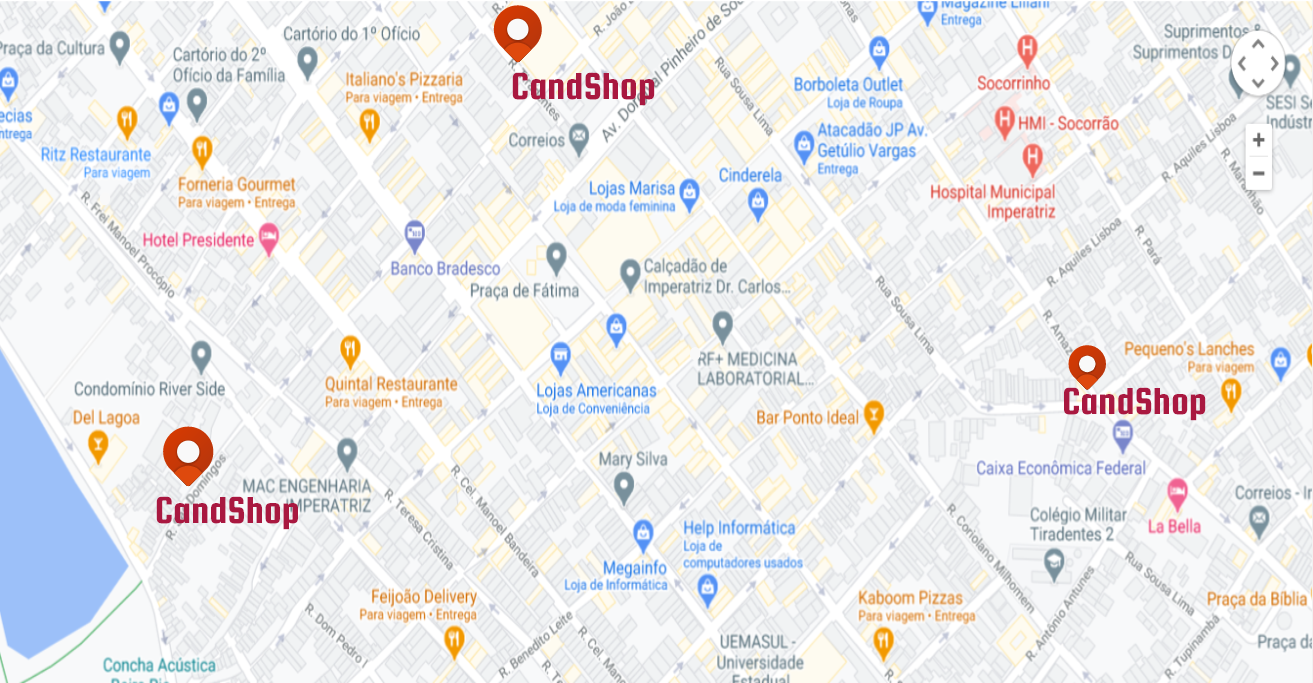 Magazine Liliani
Entrega
R. João
Praça da Cultura
Cartório do 1º Ofício
Cartório do 2º
Ofício da Família
Italiano's Pizzaria
Para viagem • Entrega
CandShop
Av. Dorgival Pinheiro de
R. Sousa Lima
Borboleta Outlet
Loja de Roupa
Socorrinho
Suprimentos &
Suprimentos D
SESI
Indústr
Correios
Atacadão JP Av.
Getúlio Vargas
Entrega
HMI - Socorrão
R. Aquiles Lisboa
R. Maranhão
ecias
ntrega
Ritz Restaurante
Para viagem
Forneria Gourmet
Para viagem • Entrega
Lojas Marisa
Loja de moda feminina
Cinderela
Hospital Municipal
Imperatriz
R. Frei Manoel Procópio
Hotel Presidente
Banco Bradesco
Praça de Fátima
Calçadão de
Imperatriz Dr. Carlos...
R. Aquiles Lisboa
R. Pará
R. Sousa Lima
R. Amaz
RF+ MEDICINA
LABORATORIAL...
Pequeno's Lanches
Para viagem
CandShop
Condomínio River Side
Quintal Restaurante
Para viagem • Entrega
Lojas Americanas
Loja de Conveniência
Del Lagoa
Bar Ponto Ideal
Mary Silva
Caixa Econômica Federal
MAC ENGENHARIA
IMPERATRIZ
CandShop
R. Domingos
R. Teresa Cristina
R. Cel. Manoel Bandeira
Correios - Ir
Colégio Militar
Tiradentes 2
La Bella
Help Informática
Loja de
computadores usados
R. Coriolano Milhomem
Megainfo
Loja de Informática
Feijoão Delivery
Para viagem • Entrega
Kaboom Pizzas
Para viagem • Entrega
R. Antônio Antunes
R. Sousa Lima
Praça da Bíblia
R. Dom Pedro I
R. Benedito Leite
R. Cel. Mano
UEMASUL -
Universidade
Estadual
R. Tupinambá
Praça da
Concha Acústica